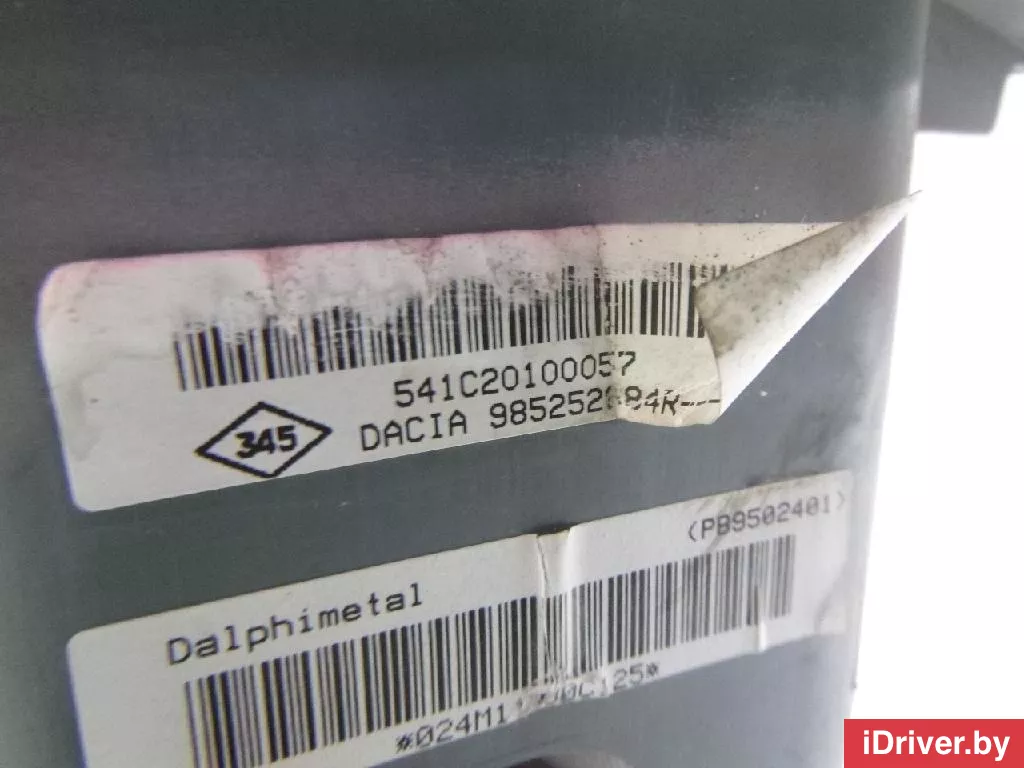 541C20100057
345
DACIA
Dalphimetal
(PB9502401)
iDriver.by